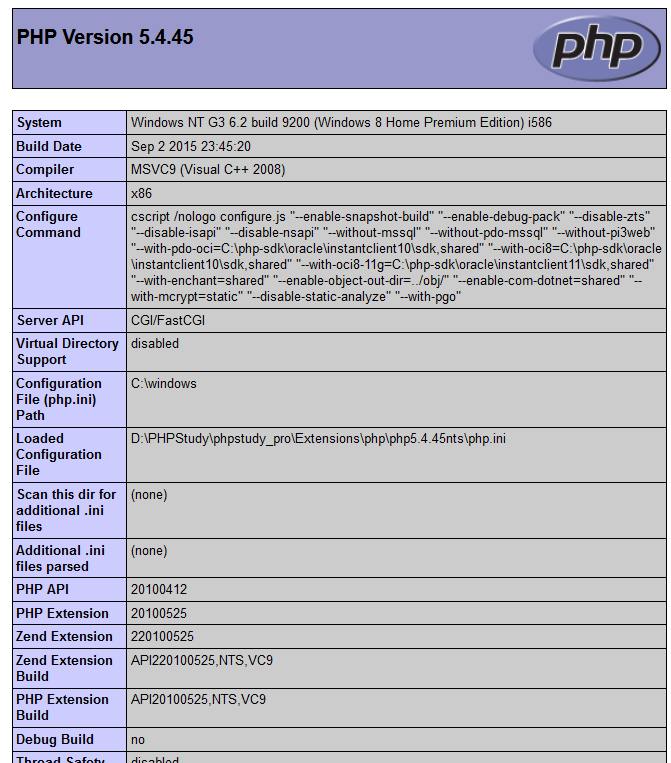 PHP Version 5.4.45
php
System
Windows NT G3 6.2 build 9200 (Windows 8 Home Premium Edition) i586
Build Date
Sep 2 2015 23:45:20
Compiler
MSVC9 (Visual C++ 2008)
Architecture
x86
Configure
Command
cscript /nologo configure.js "--enable-snapshot-build" "--enable-debug-pack" "--disable-zts"
"--disable-isapi" "--disable-nsapi" "--without-mssql" "--without-pdo-mssql" "--without-pi3web"
"--with-pdo-oci=C:\php-sdk\oracle\instantclient10\sdk,shared" "--with-oci8=C:\php-sdk\oracle
\instantclient10\sdk,shared" "--with-oci8-11g=C:\php-sdk\oracle\instantclient11\sdk,shared"
"--with-enchant=shared" "--enable-object-out-dir=../obj/" "--enable-com-dotnet=shared" "--
with-mcrypt=static" "--disable-static-analyze" "--with-pgo"
Server API
CGI/FastCGI
Virtual Directory
Support
disabled
Configuration
File (php.ini)
Path
C:\windows
Loaded
Configuration
File
D:\PHPStudy\phpstudy_pro\Extensions\php\php5.4.45nts\php.ini
Scan this dir for
additional .ini
files
(none)
Additional .ini
files parsed
(none)
PHP API
20100412
PHP Extension
20100525
Zend Extension
220100525
Zend Extension
Build
API220100525,NTS,VC9
PHP Extension
Build
API20100525,NTS,VC9
Debug Build
no
Thread Safety
disabled